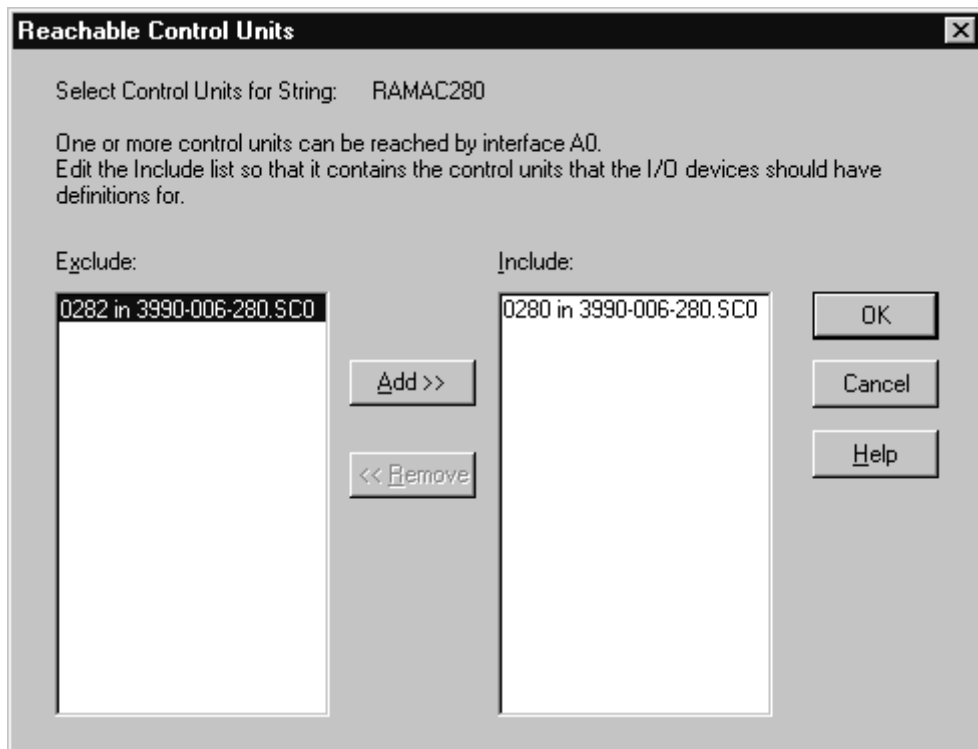 Reachable Control Units
Select Control Units for String: RAMAC280
One or more control units can be reached by interface A0.
Edit the Include list so that it contains the control units that the I/O devices should have
definitions for.
Exclude:
Include:
0282 in 3990-006-280.SC0
0280 in 3990-006-280.SC0
OK
Add >>
Cancel
<< Remove
Help